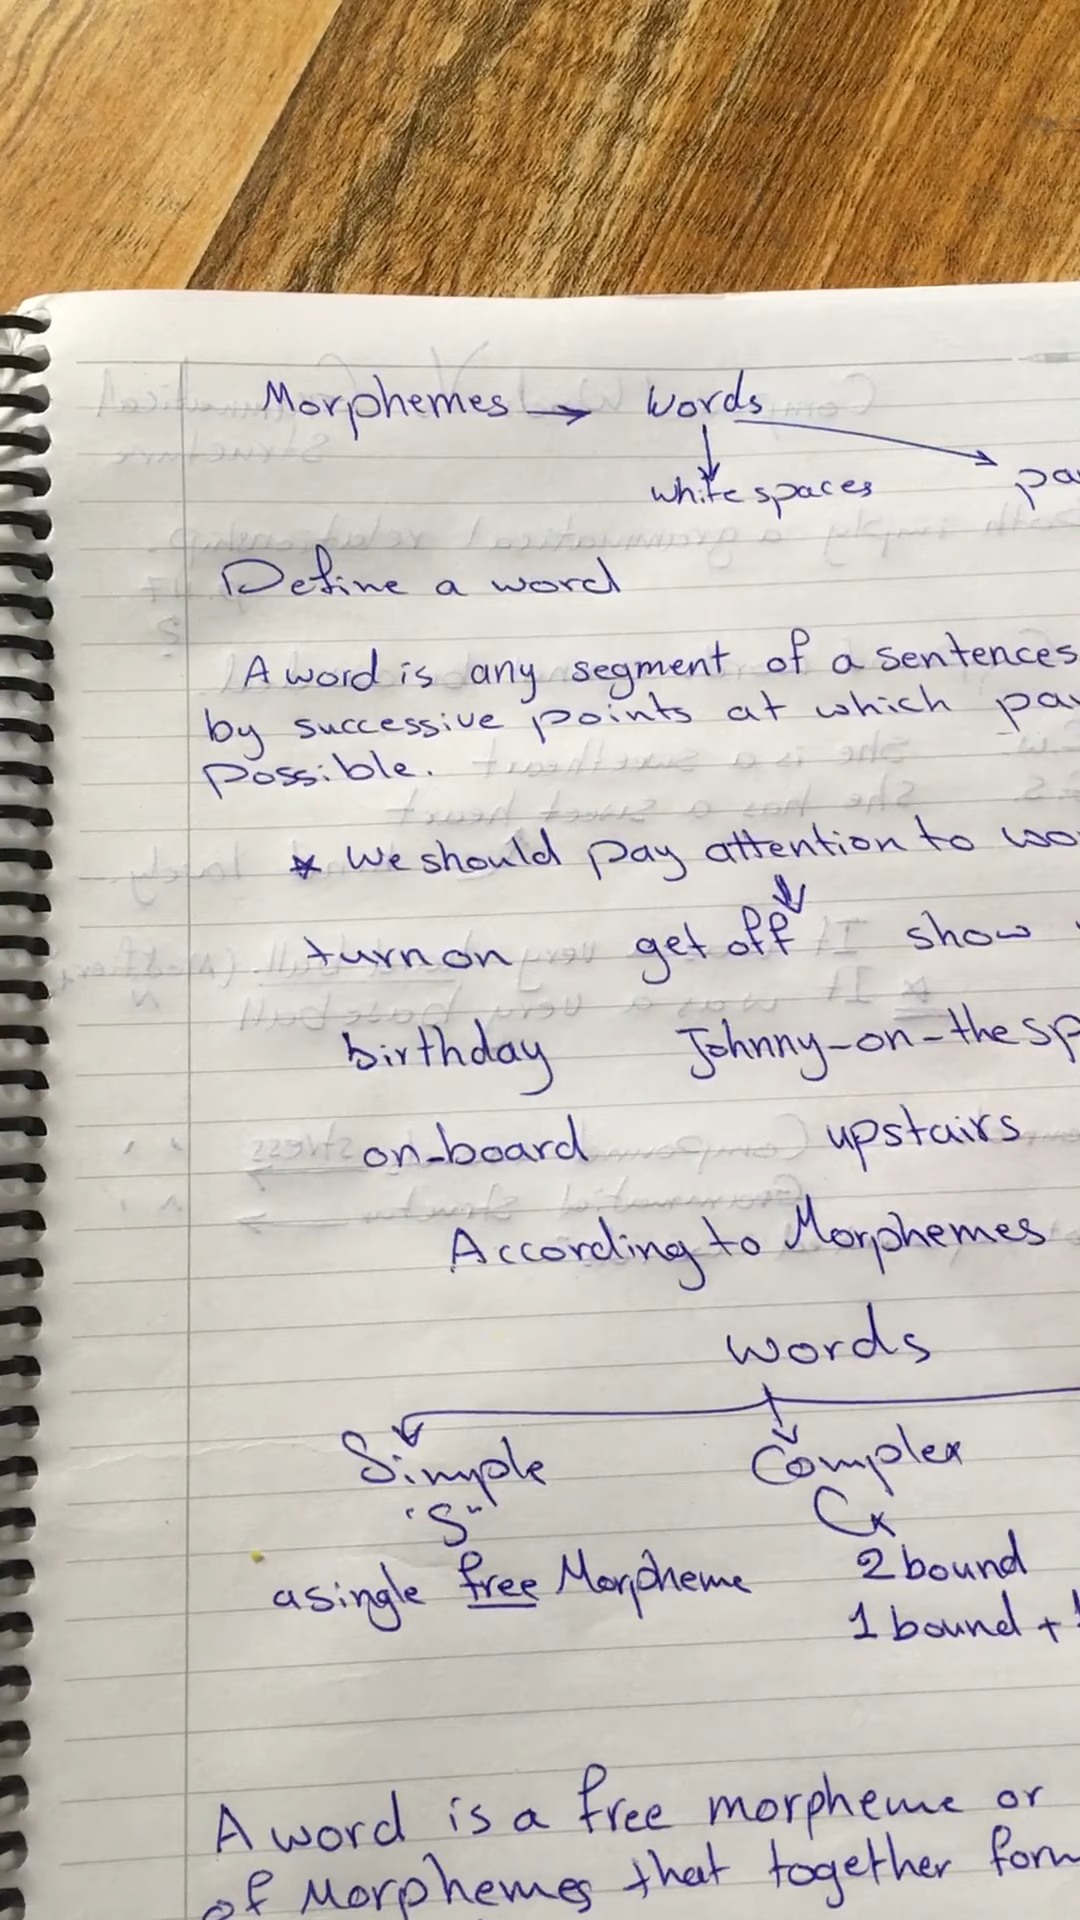 Morphemes → words
white spaces
Define a word
A word is any segment of a sentences
by successive points at which
possible.
* We should pay attention to
turn on get off show
birthday Johnny-on-the
on-board upstairs
According to Morphemes
words
Simple Complex
"S" Cx
a single free Morpheme 2 bound
1 bound +
A word is a free morpheme or
of Morphemes that together